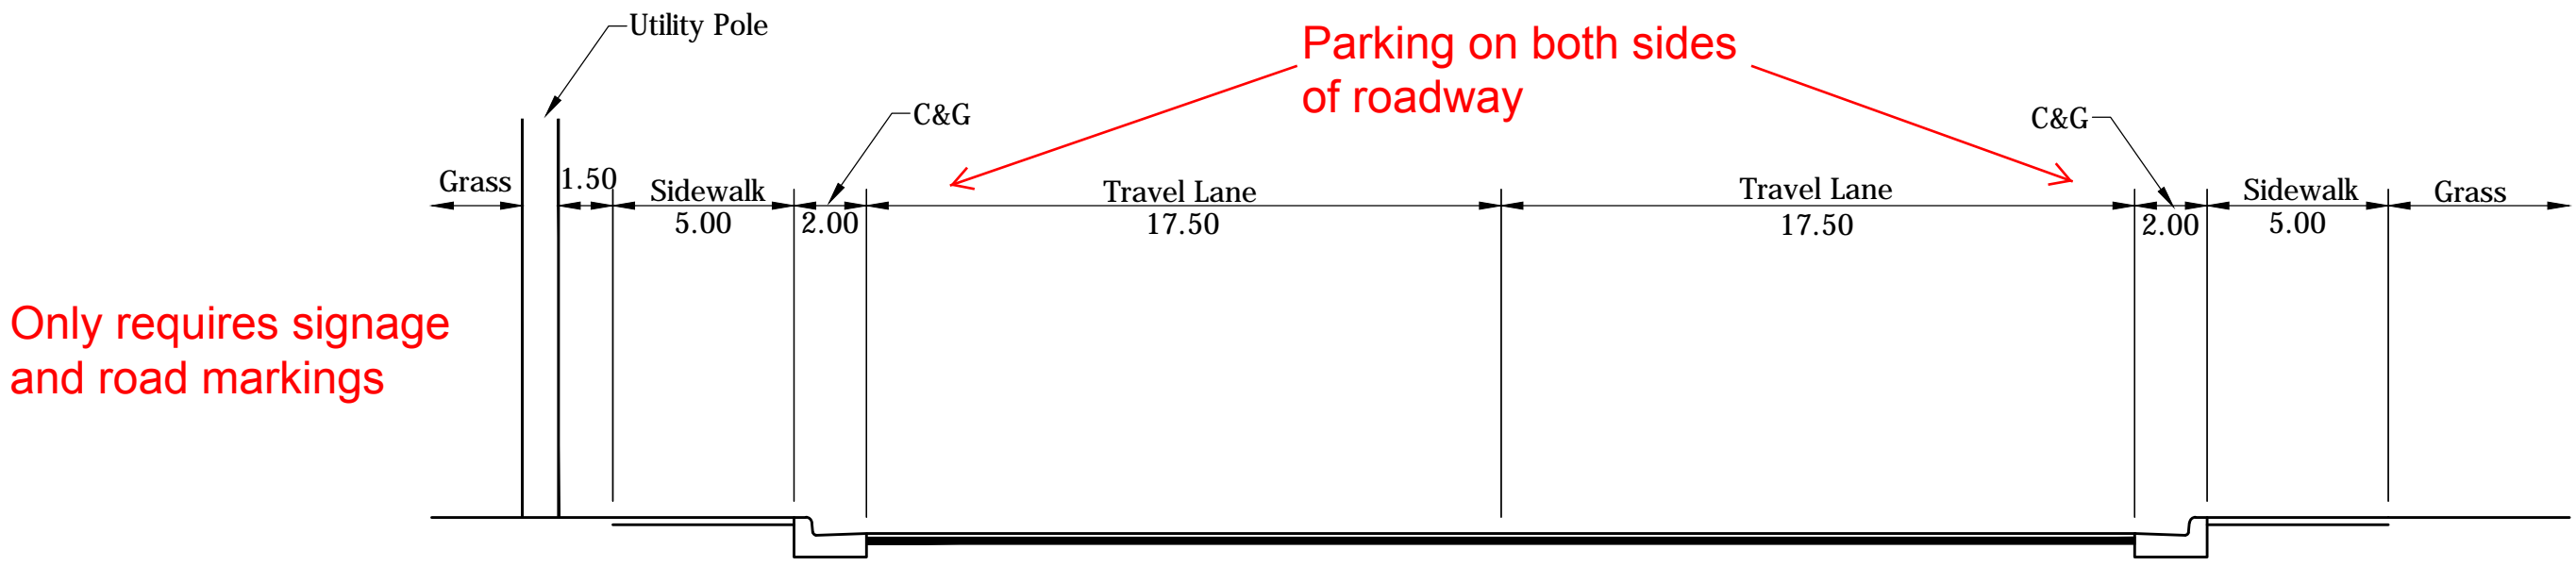 Utility Pole
Parking on both sides
of roadway
C&G
C&G
Grass
1.50
Sidewalk
5.00
2.00
Travel Lane
17.50
Travel Lane
17.50
2.00
Sidewalk
5.00
Grass
Only requires signage
and road markings